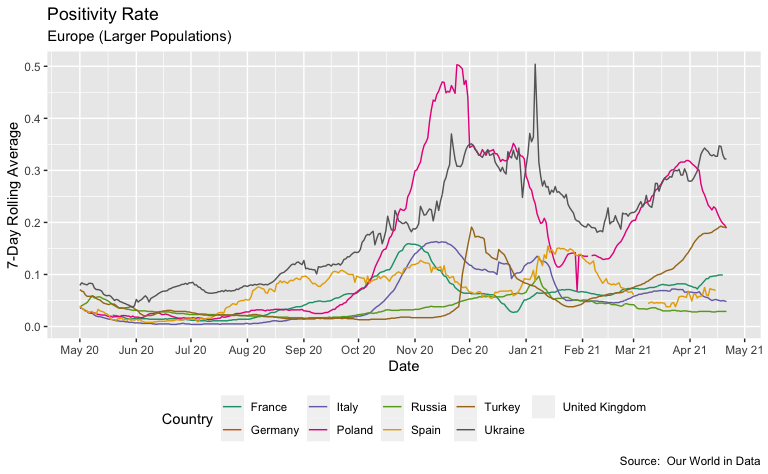 Positivity Rate
Europe (Larger Populations)
7-Day Rolling Average
0.5
0.4
0.3
0.2
0.1
0.0
May 20 Jun 20 Jul 20 Aug 20 Sep 20 Oct 20 Nov 20 Dec 20 Jan 21 Feb 21 Mar 21 Apr 21 May 21
Date
Country
France Italy Russia Turkey United Kingdom
Germany Poland Spain Ukraine
Source:  Our World in Data